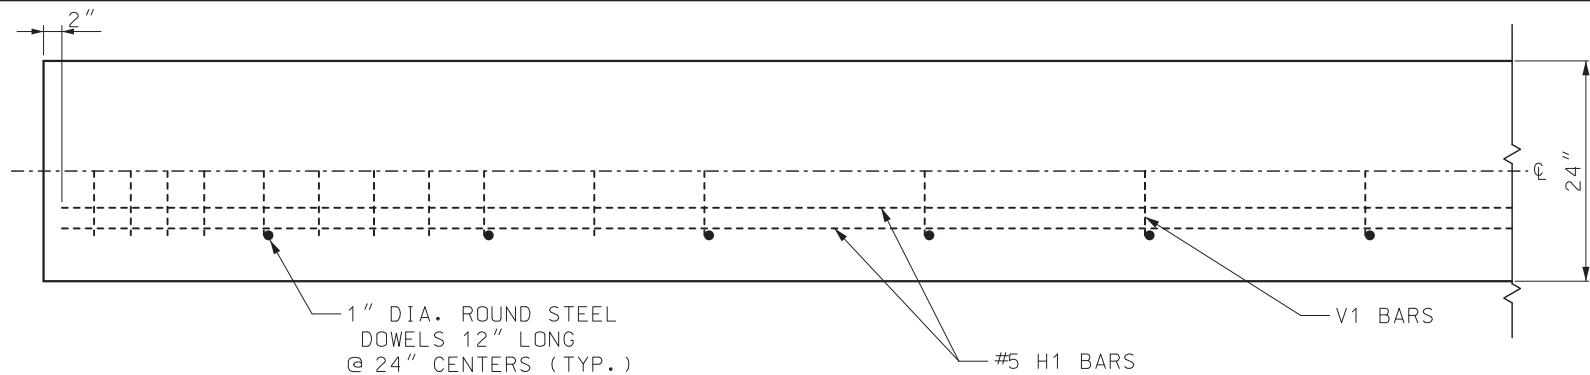 2"
℄
24"
1" DIA. ROUND STEEL
DOWELS 12" LONG
@ 24" CENTERS (TYP.)
V1 BARS
#5 H1 BARS